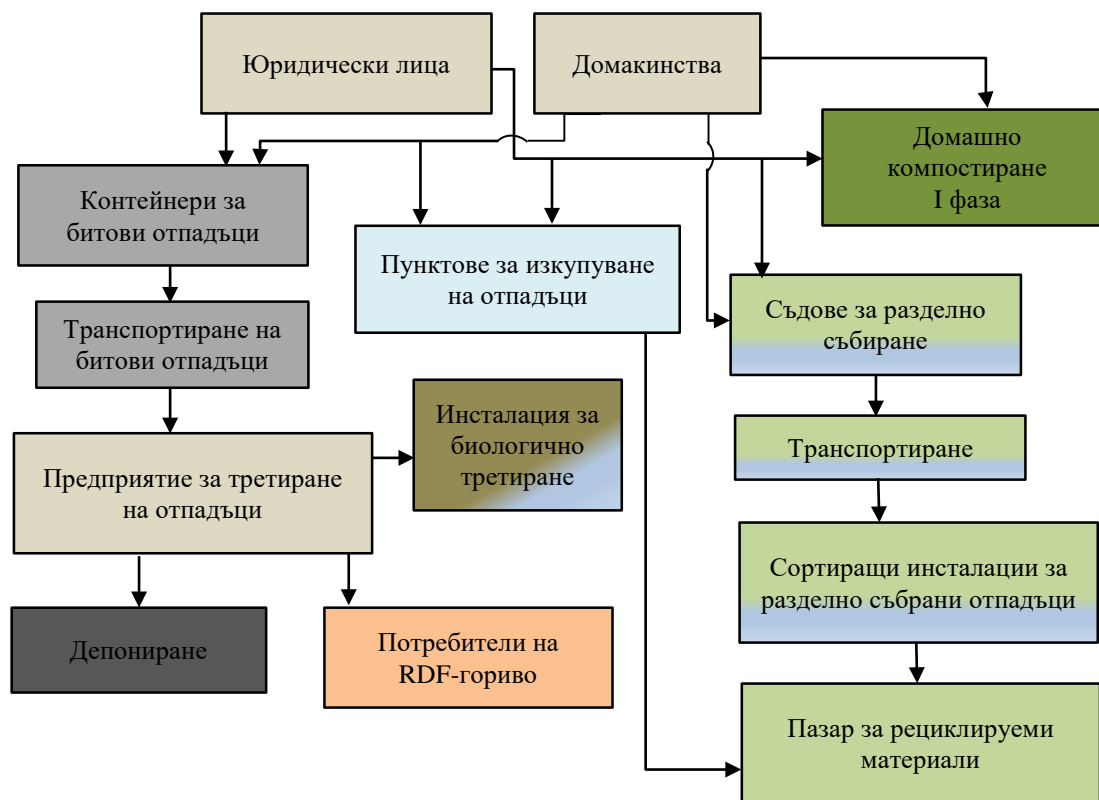 Юридически лица
Домакинства
Домашно
компостиране
I фаза
Контейнери за
битови отпадъци
Пунктове за изкупуване
на отпадъци
Съдове за разделно
събиране
Транспортиране на
битови отпадъци
Инсталация за
биологично
третиране
Транспортиране
Предприятие за третиране
на отпадъци
Сортиращи инсталации за
разделно събрани отпадъци
Депониране
Потребители на
RDF-гориво
Пазар за рециклируеми
материали